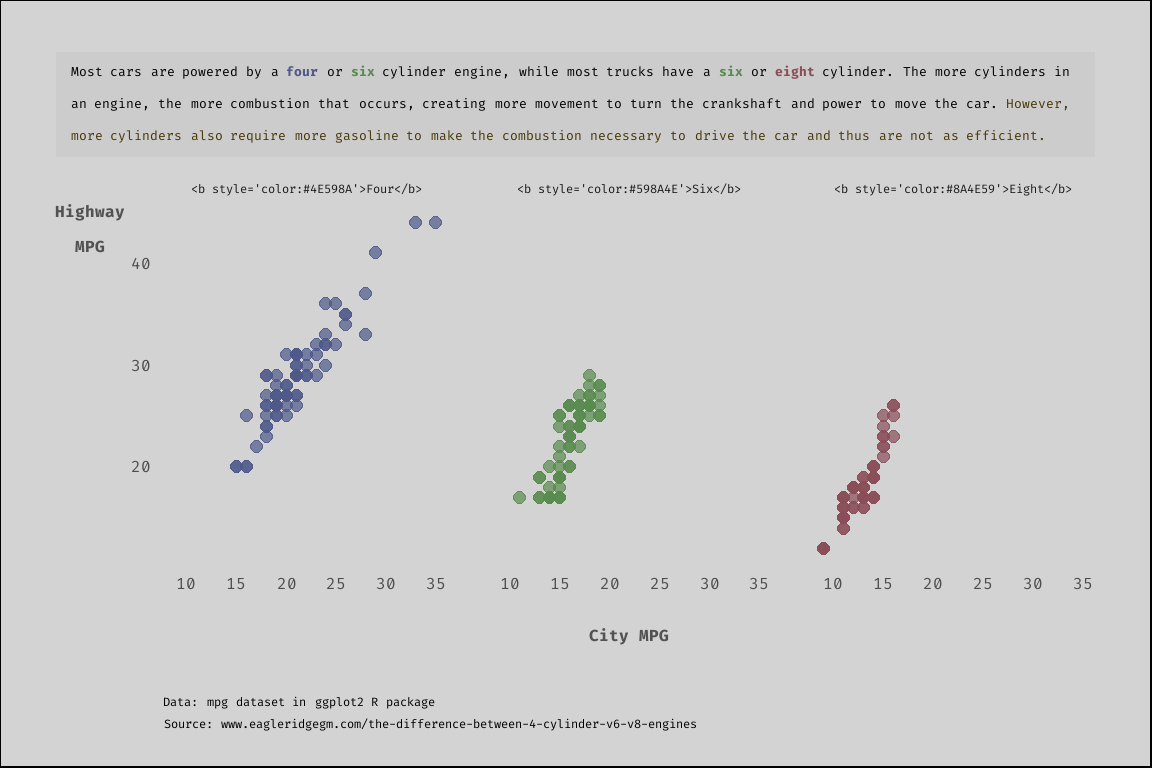 Most cars are powered by a four or six cylinder engine, while most trucks have a six or eight cylinder. The more cylinders in
an engine, the more combustion that occurs, creating more movement to turn the crankshaft and power to move the car. However,
more cylinders also require more gasoline to make the combustion necessary to drive the car and thus are not as efficient.
<b style='color:#4E598A'>Four</b> <b style='color:#598A4E'>Six</b> <b style='color:#8A4E59'>Eight</b>
Highway
MPG
40
30
20
10 15 20 25 30 35 10 15 20 25 30 35 10 15 20 25 30 35
City MPG
Data: mpg dataset in ggplot2 R package
Source: www.eagleridgegm.com/the-difference-between-4-cylinder-v6-v8-engines